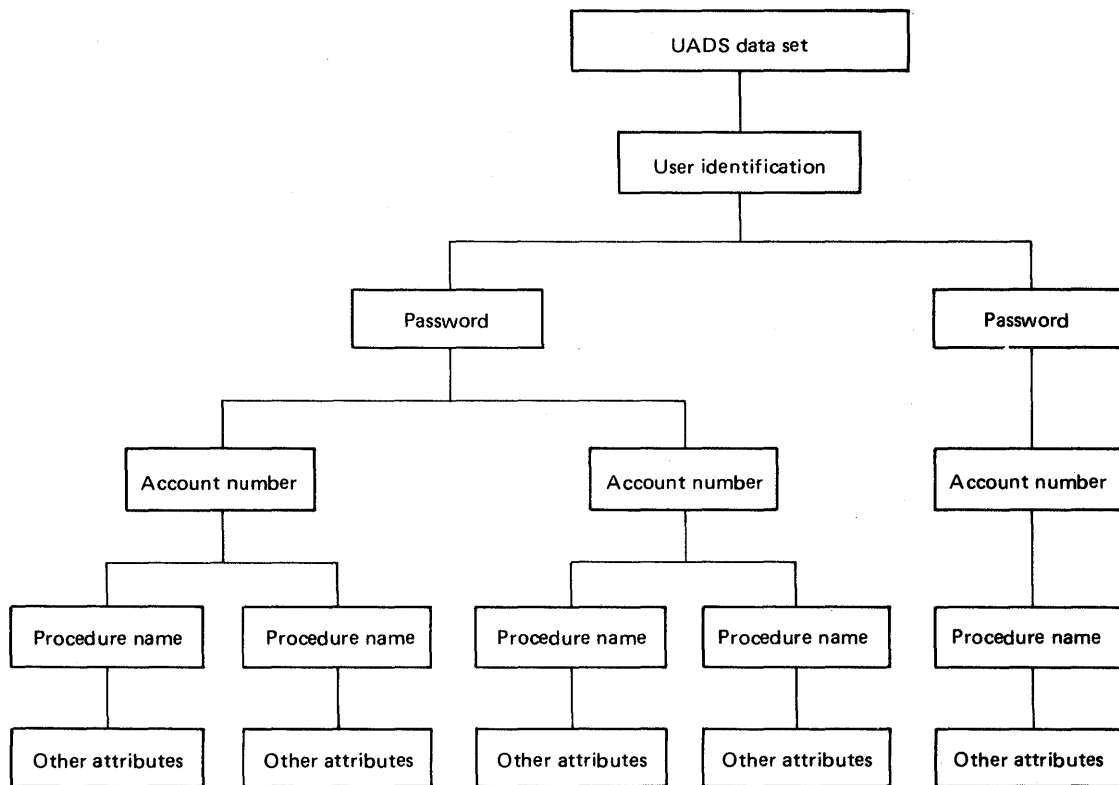 UADS data set
User identification
Password
Password
Account number
Account number
Account number
Procedure name
Procedure name
Procedure name
Procedure name
Procedure name
Other attributes
Other attributes
Other attributes
Other attributes
Other attributes